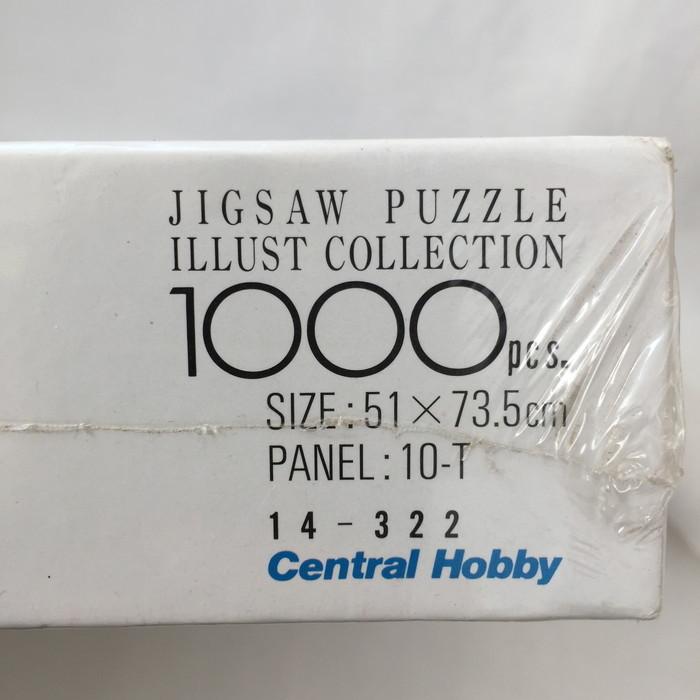 JIGSAW PUZZLE
ILLUST COLLECTION
1000pcs.
SIZE:51×73.5cm
PANEL:10-T
14-322
Central Hobby